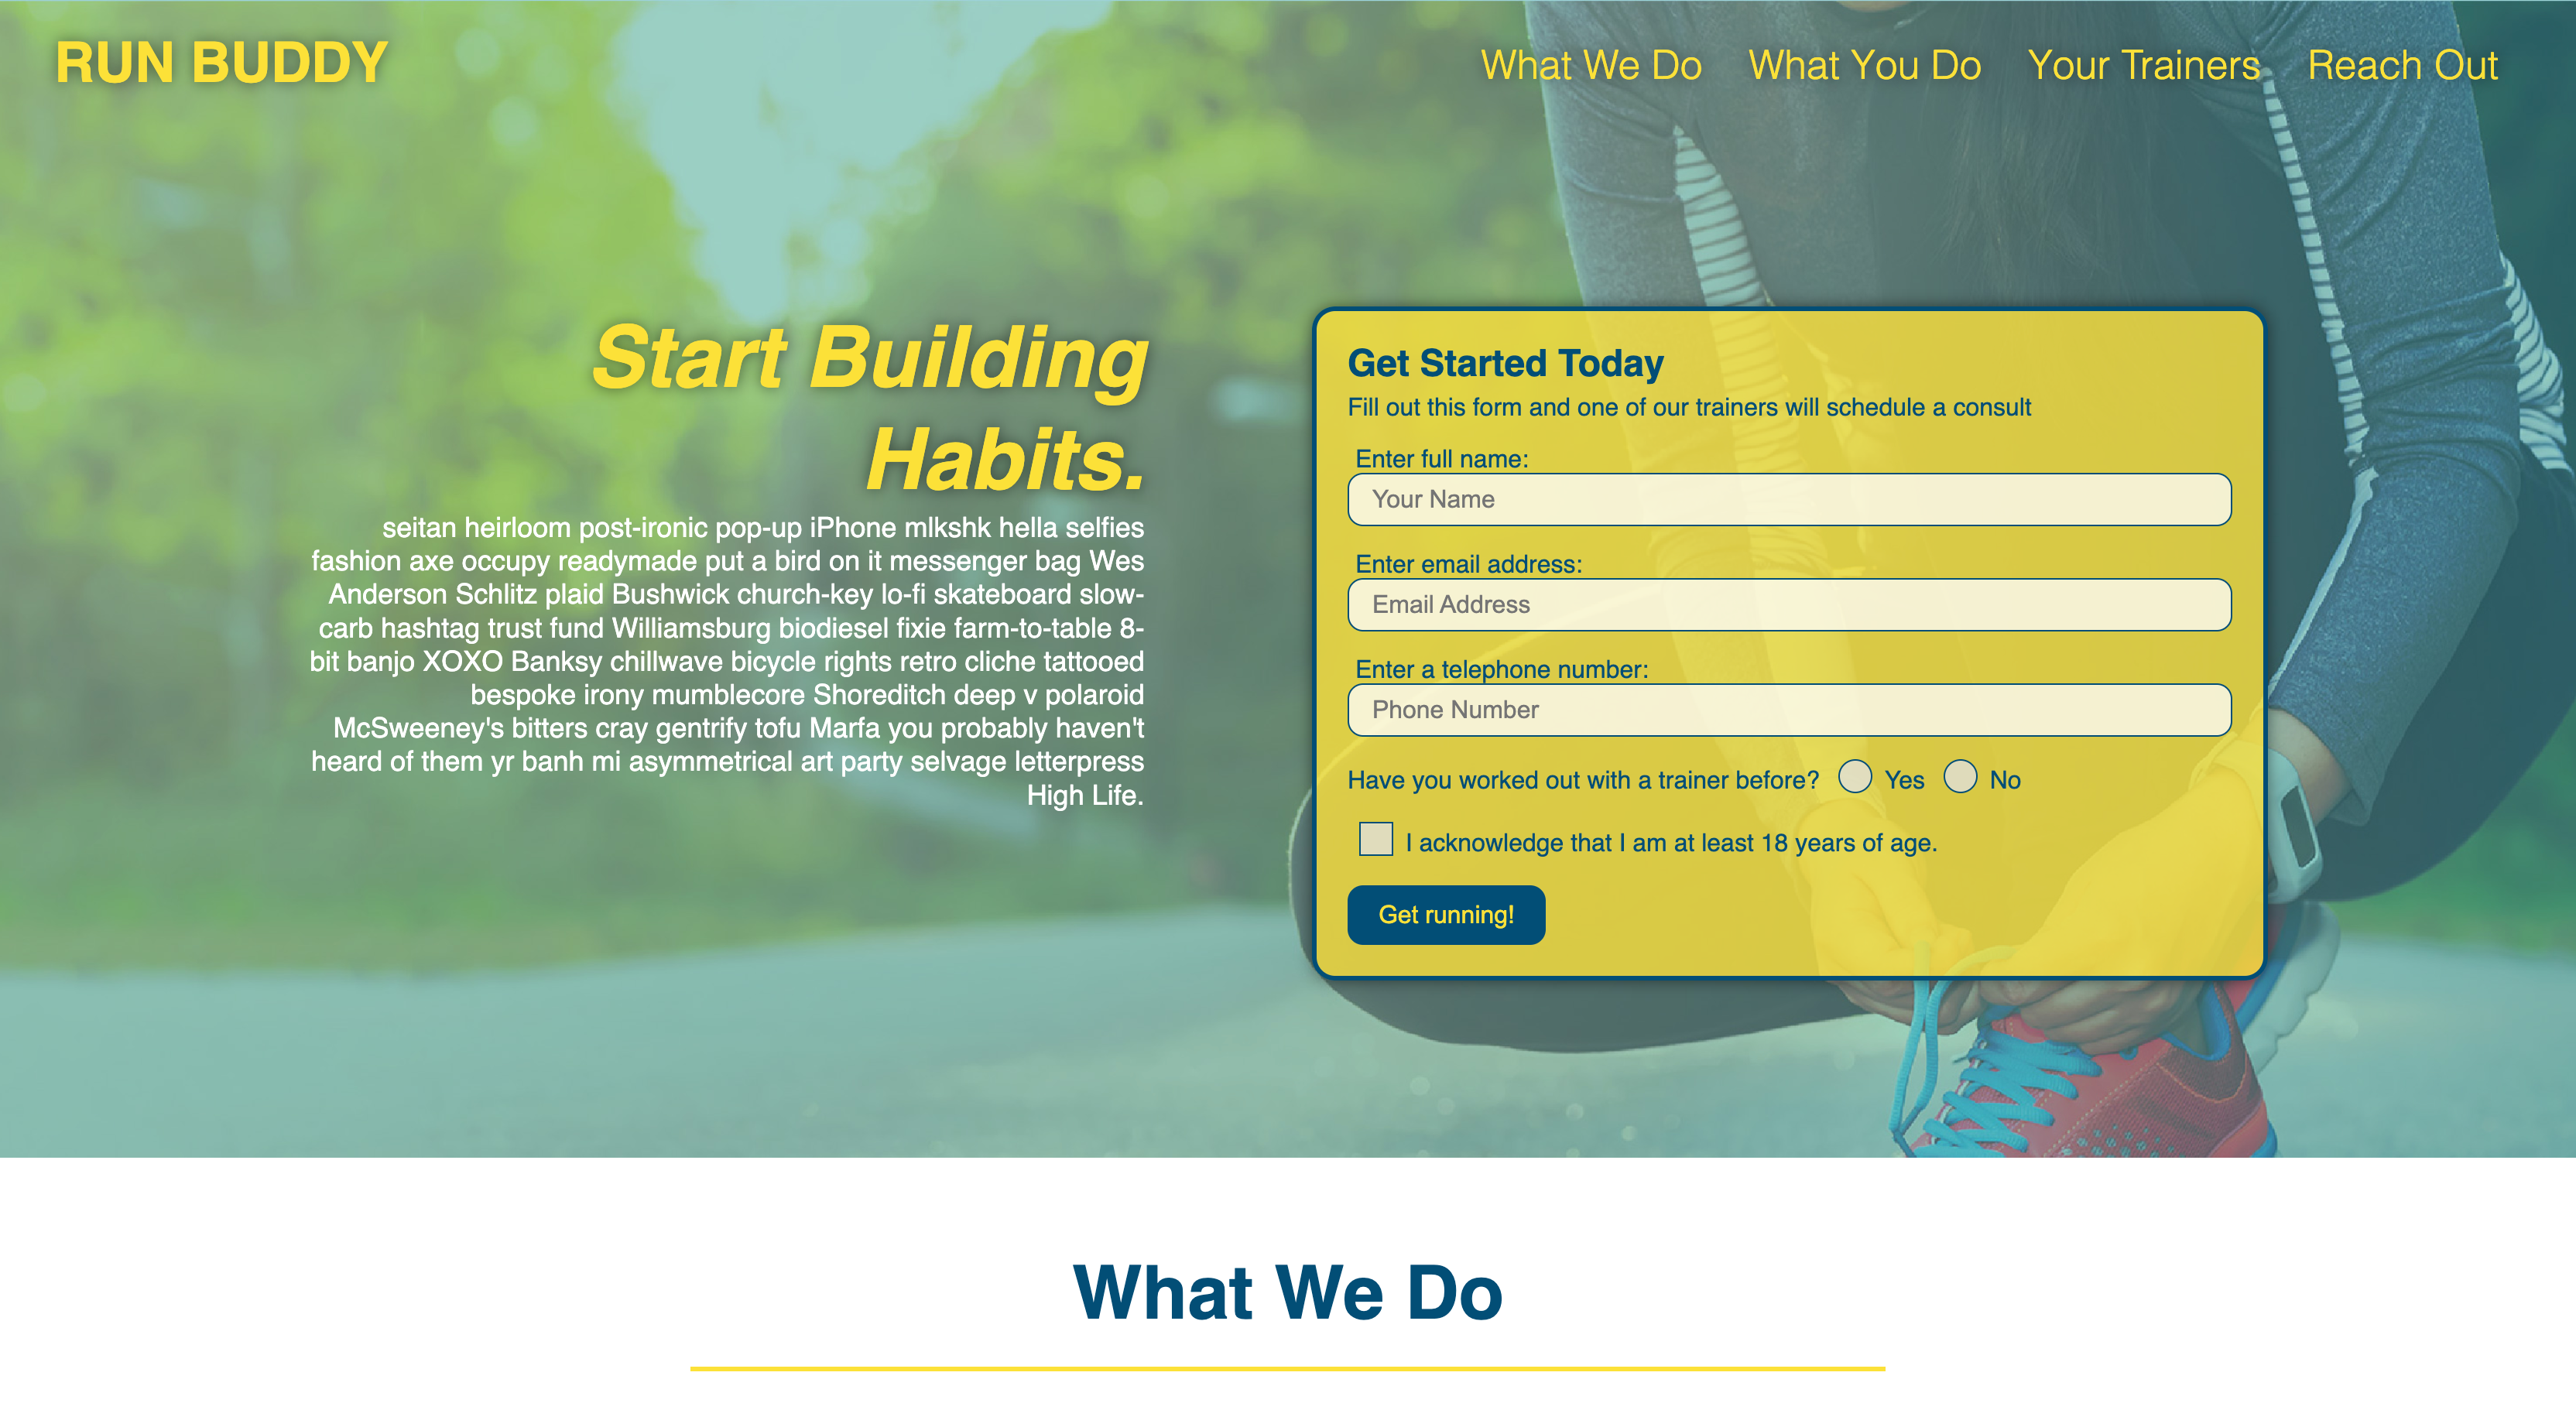 RUN BUDDY
What We Do
What You Do
Your Trainers
Reach Out
Start Building
Habits.
seitan heirloom post-ironic pop-up iPhone mlkshk hella selfies
fashion axe occupy readymade put a bird on it messenger bag Wes
Anderson Schlitz plaid Bushwick church-key lo-fi skateboard slow-
carb hashtag trust fund Williamsburg biodiesel fixie farm-to-table 8-
bit banjo XOXO Banksy chillwave bicycle rights retro cliche tattooed
bespoke irony mumblecore Shoreditch deep v polaroid
McSweeney's bitters cray gentrify tofu Marfa you probably haven't
heard of them yr banh mi asymmetrical art party selvage letterpress
High Life.
Get Started Today
Fill out this form and one of our trainers will schedule a consult
Enter full name:
Your Name
Enter email address:
Email Address
Enter a telephone number:
Phone Number
Have you worked out with a trainer before? Yes No
I acknowledge that I am at least 18 years of age.
Get running!
What We Do